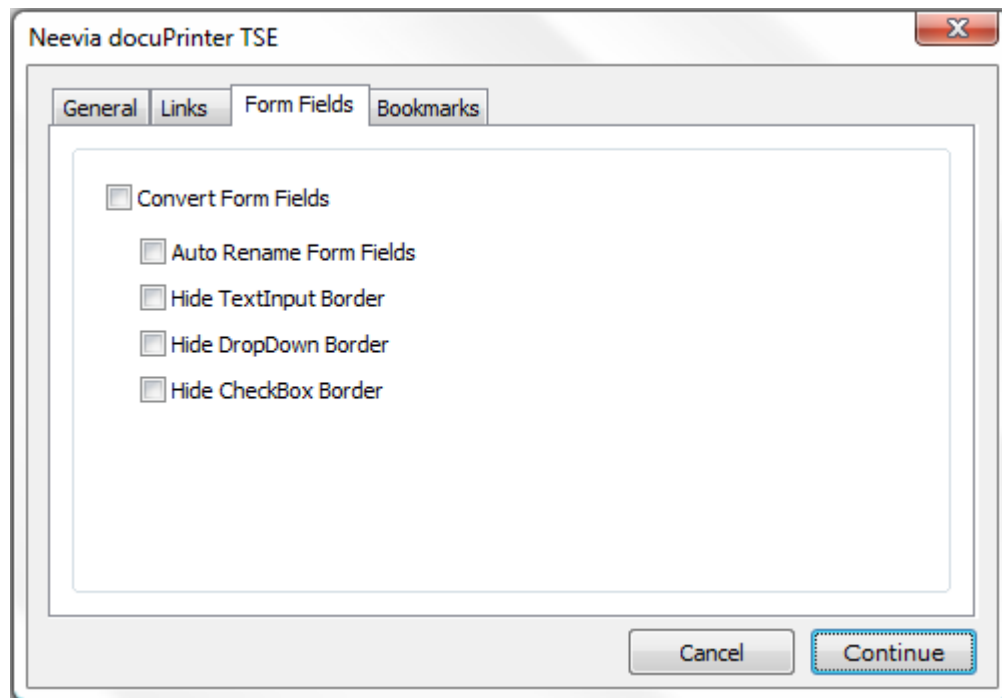 Neevia docuPrinter TSE
General Links Form Fields Bookmarks
Convert Form Fields
Auto Rename Form Fields
Hide TextInput Border
Hide DropDown Border
Hide CheckBox Border
Cancel Continue